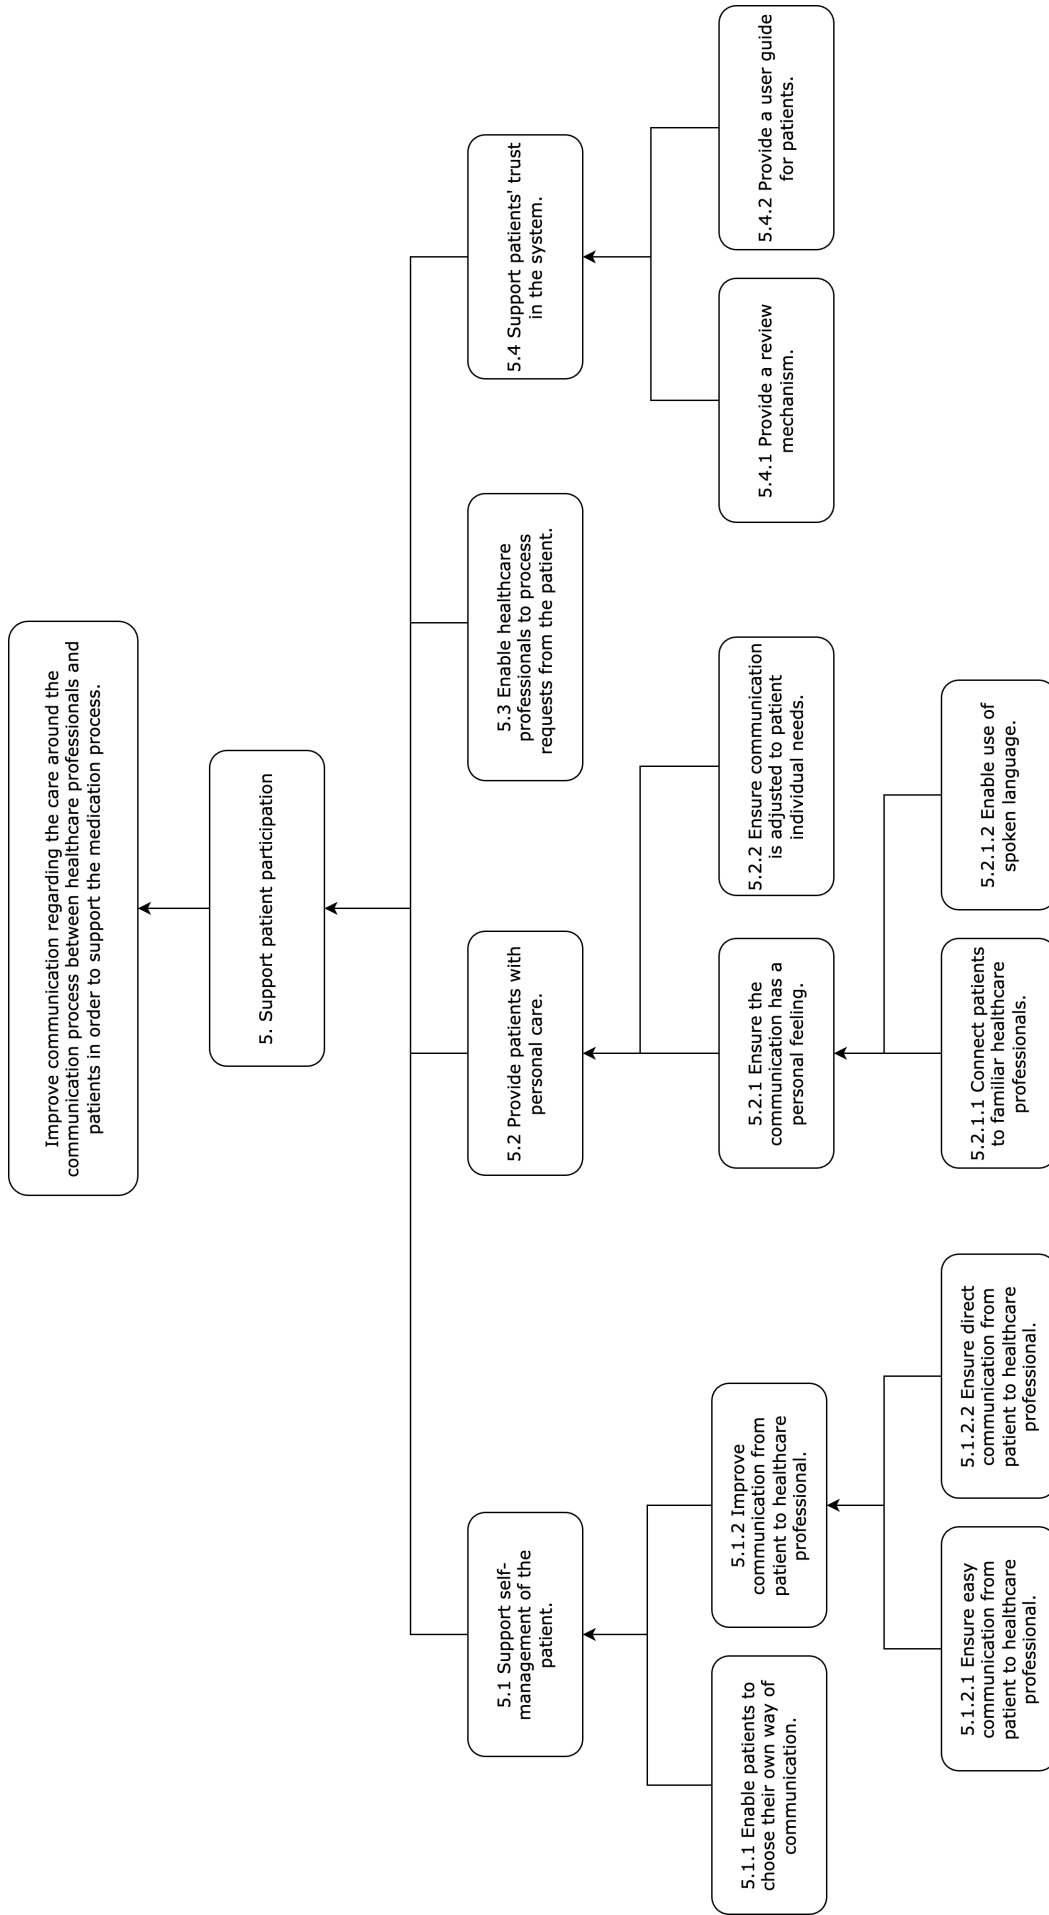 Improve communication regarding the care around the
communication process between healthcare professionals and
patients in order to support the medication process.
5. Support patient participation
5.1 Support self-
management of the
patient.
5.2 Provide patients with
personal care.
5.3 Enable healthcare
professionals to process
requests from the patient.
5.4 Support patients' trust
in the system.
5.1.1 Enable patients to
choose their own way of
communication.
5.1.2 Improve
communication from
patient to healthcare
professional.
5.2.1 Ensure the
communication has a
personal feeling.
5.2.2 Ensure communication
is adjusted to patient
individual needs.
5.4.1 Provide a review
mechanism.
5.4.2 Provide a user guide
for patients.
5.1.2.1 Ensure easy
communication from
patient to healthcare
professional.
5.1.2.2 Ensure direct
communication from
patient to healthcare
professional.
5.2.1.1 Connect patients
to familiar healthcare
professionals.
5.2.1.2 Enable use of
spoken language.